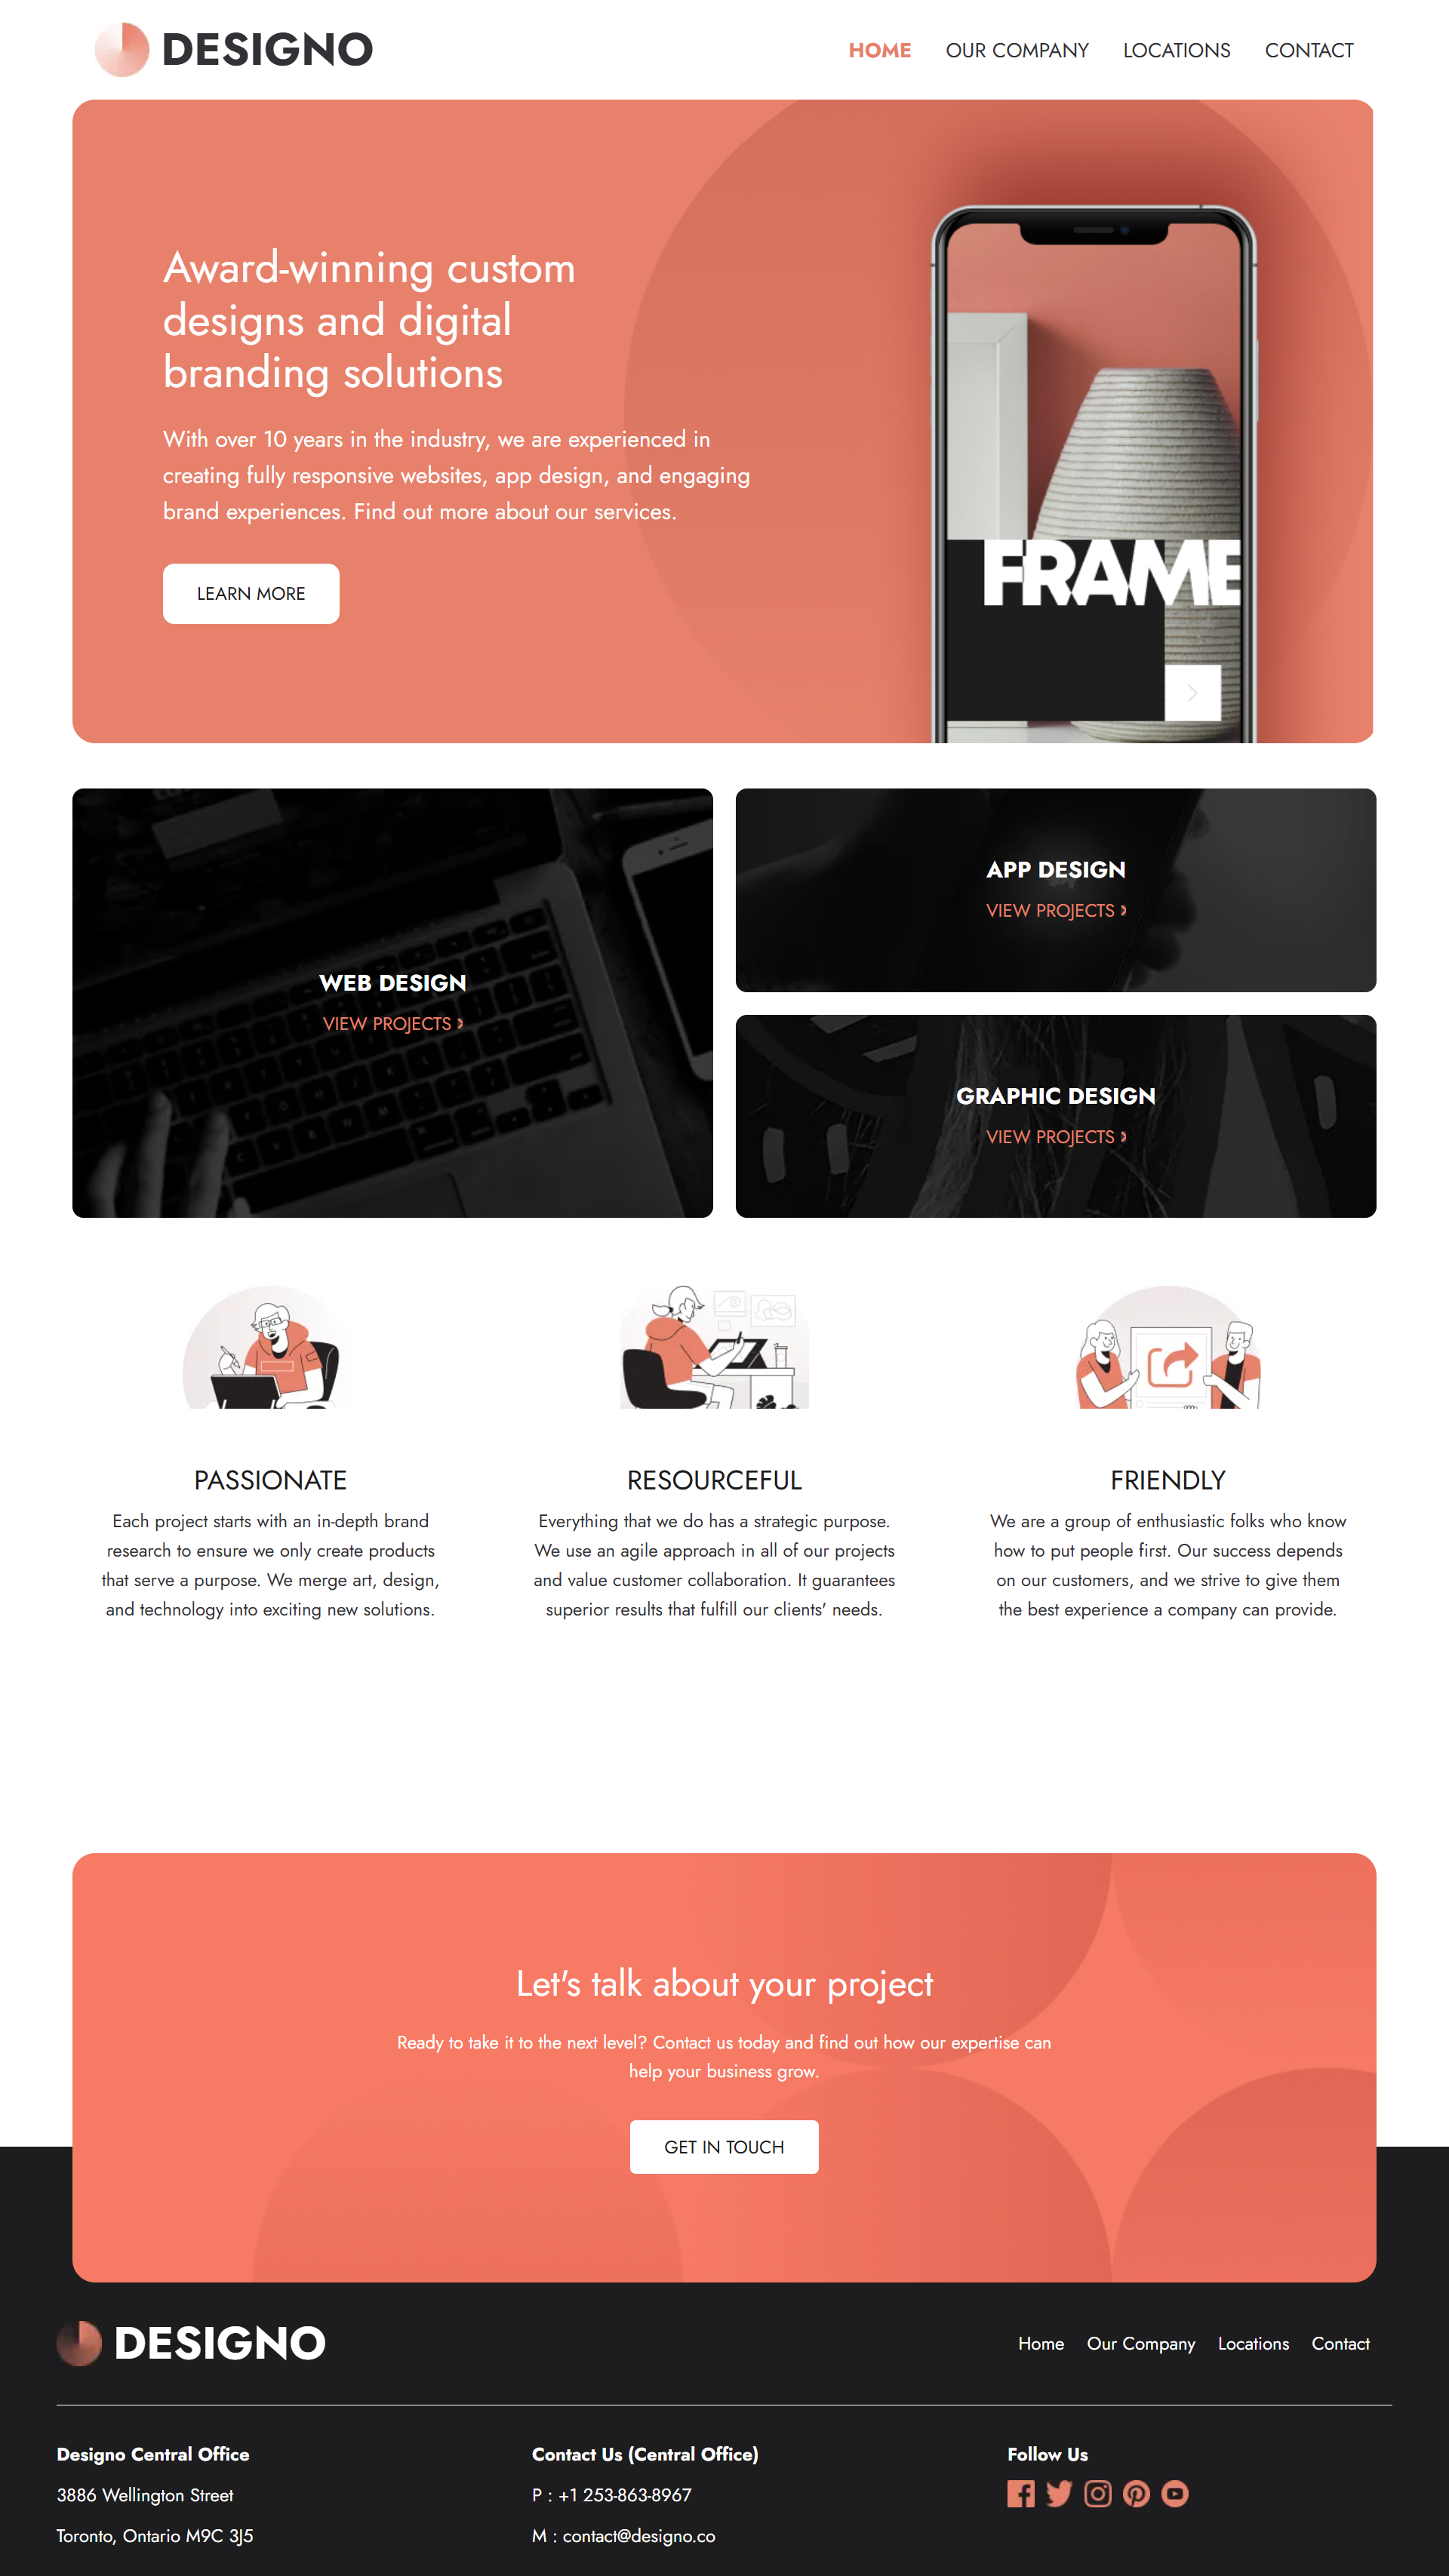 DESIGNO
HOME OUR COMPANY LOCATIONS CONTACT
Award-winning custom
designs and digital
branding solutions
With over 10 years in the industry, we are experienced in
creating fully responsive websites, app design, and engaging
brand experiences. Find out more about our services.
LEARN MORE
FRAME
WEB DESIGN
VIEW PROJECTS
APP DESIGN
VIEW PROJECTS
GRAPHIC DESIGN
VIEW PROJECTS
PASSIONATE
Each project starts with an in-depth brand
research to ensure we only create products
that serve a purpose. We merge art, design,
and technology into exciting new solutions.
RESOURCEFUL
Everything that we do has a strategic purpose.
We use an agile approach in all of our projects
and value customer collaboration. It guarantees
superior results that fulfill our clients' needs.
FRIENDLY
We are a group of enthusiastic folks who know
how to put people first. Our success depends
on our customers, and we strive to give them
the best experience a company can provide.
Let's talk about your project
Ready to take it to the next level? Contact us today and find out how our expertise can
help your business grow.
GET IN TOUCH
DESIGNO
Home Our Company Locations Contact
Designo Central Office
3886 Wellington Street
Toronto, Ontario M9C 3J5
Contact Us (Central Office)
P : +1 253-863-8967
M : contact@designo.co
Follow Us